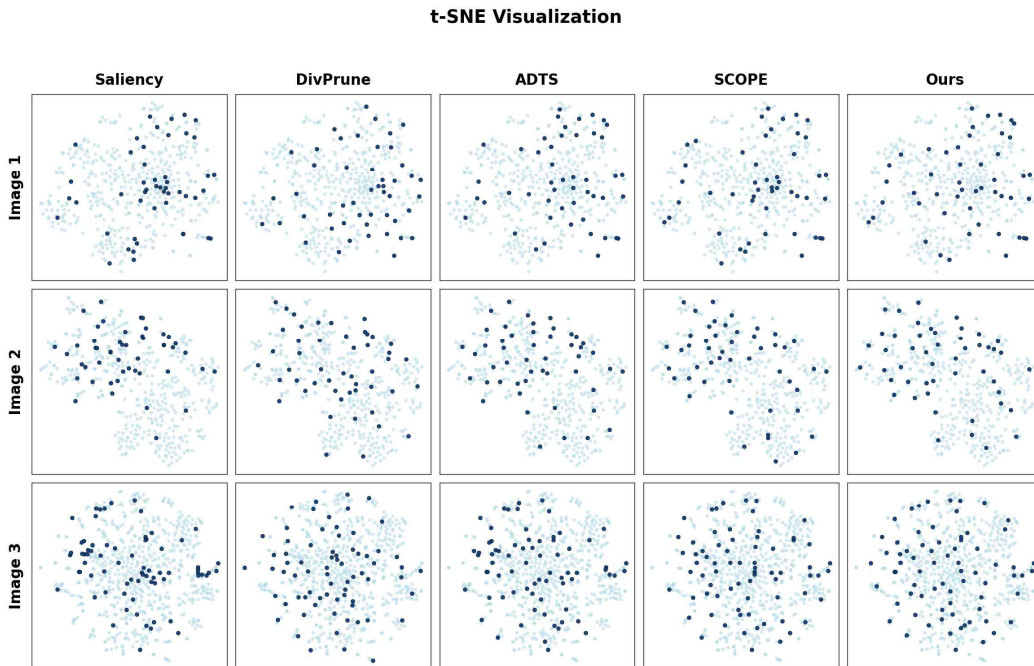 t-SNE Visualization
Saliency DivPrune ADTS SCOPE Ours
Image 1
Image 2
Image 3